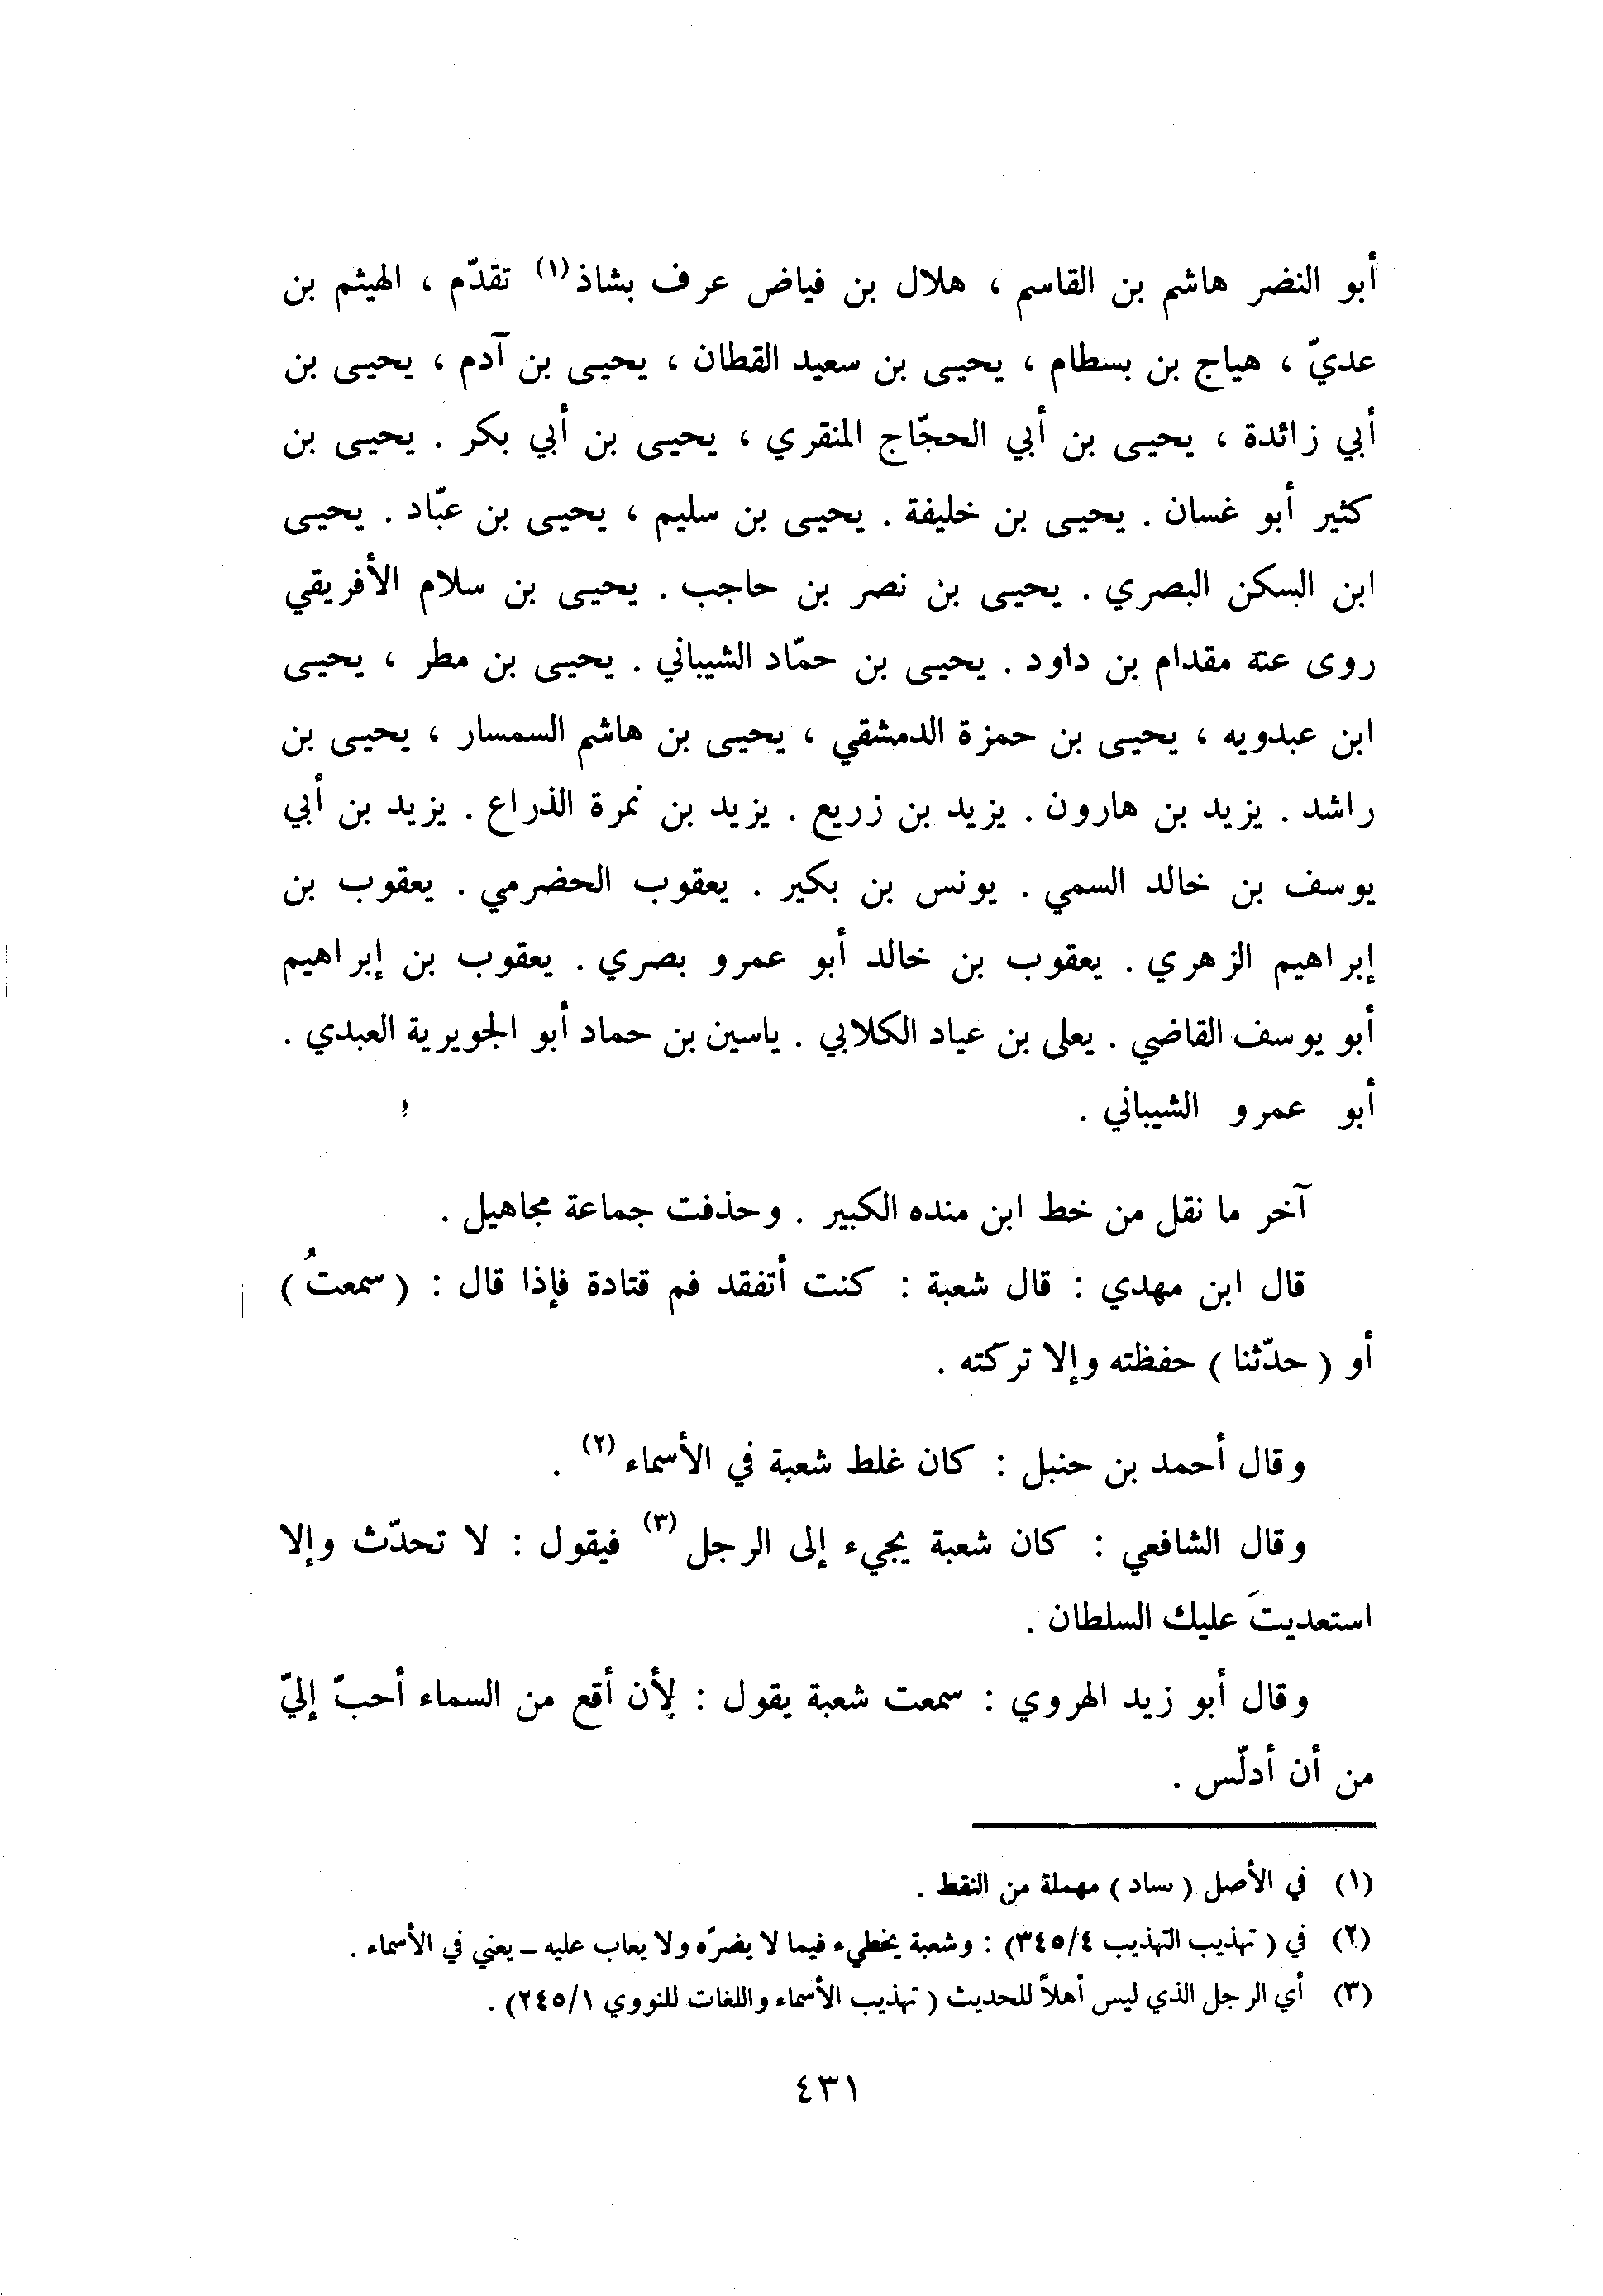 أبو النضر هاشم بن القاسم ، هلال بن فياض عرف بشاذ(١) تقدّم ، الهيثم بن
عديّ ، هياج بن بسطام ، يحيى بن سعيد القطان ، يحيى بن آدم ، يحيى بن
أبي زائدة ، يحيى بن أبي الحجّاج المنقري ، يحيى بن أبي بكر . يحيى بن
كثير أبو غسان . يحيى بن خليفة . يحيى بن سليم ، يحيى بن عبّاد . يحيى
ابن السكن البصري . يحيى بن نصر بن حاجب . يحيى بن سلام الأفريقي
روى عنه مقدام بن داود . يحيى بن حمّاد الشيباني . يحيى بن مطر ، يحيى
ابن عبدويه ، يحيى بن حمزة الدمشقي ، يحيى بن هاشم السمسار ، يحيى بن
راشد . يزيد بن هارون . يزيد بن زريع . يزيد بن نمرة الذراع . يزيد بن أبي
يوسف بن خالد السمي . يونس بن بكير . يعقوب الحضرمي . يعقوب بن
إبراهيم الزهري . يعقوب بن خالد أبو عمرو بصري . يعقوب بن إبراهيم
أبو يوسف القاضي . يعلى بن عياد الكلابي . ياسين بن حماد أبو الجويرية العبدي .
أبو عمرو الشيباني .
آخر ما نقل من خط ابن منده الكبير . وحذفت جماعة مجاهيل .
قال ابن مهدي : قال شعبة : كنت أتفقد فم قتادة فإذا قال : ( سمعتُ )
أو ( حدّثنا ) حفظته وإلا تركته .
وقال أحمد بن حنبل : كان غلط شعبة في الأسماء(٢) .
وقال الشافعي : كان شعبة يجيء إلى الرجل(٣) فيقول : لا تحدّث وإلا
استعديتَ عليك السلطان .
وقال أبو زيد الهروي : سمعت شعبة يقول : لأن أقع من السماء أحبّ إليّ
من أن أدلّس .
(١) في الأصل ( ساد ) مهملة من النقط .
(٢) في ( تهذيب التهذيب ٣٤٥/٤) : وشعبة يخطيء فيما لا يضرّه ولا يعاب عليه ــ يعني في الأسماء .
(٣) أي الرجل الذي ليس أهلاً للحديث ( تهذيب الأسماء واللغات للنووي ٢٤٥/١) .
٤٣١